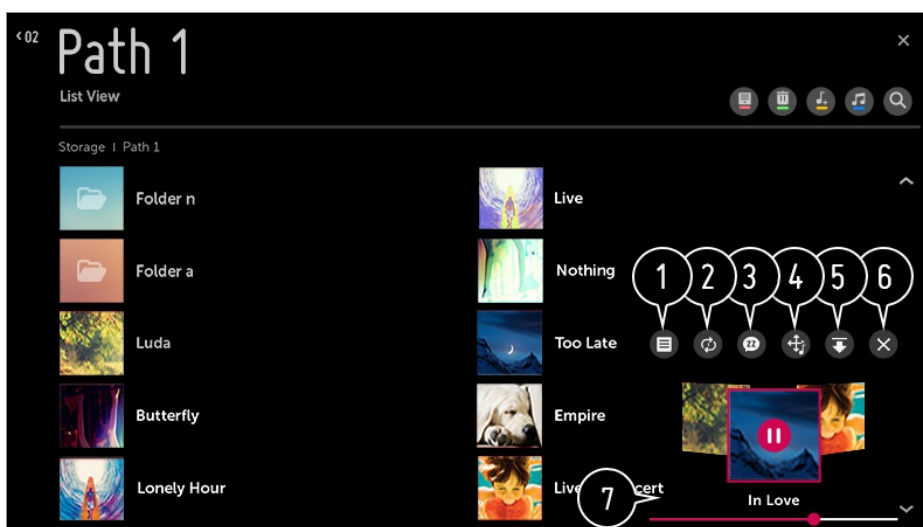 <02
Path 1
List View
Storage | Path 1
Folder n
Folder a
Luda
Butterfly
Lonely Hour
Live
Nothing
Too Late
Empire
Live cert
1 2 3 4 5 6
zz
In Love
7